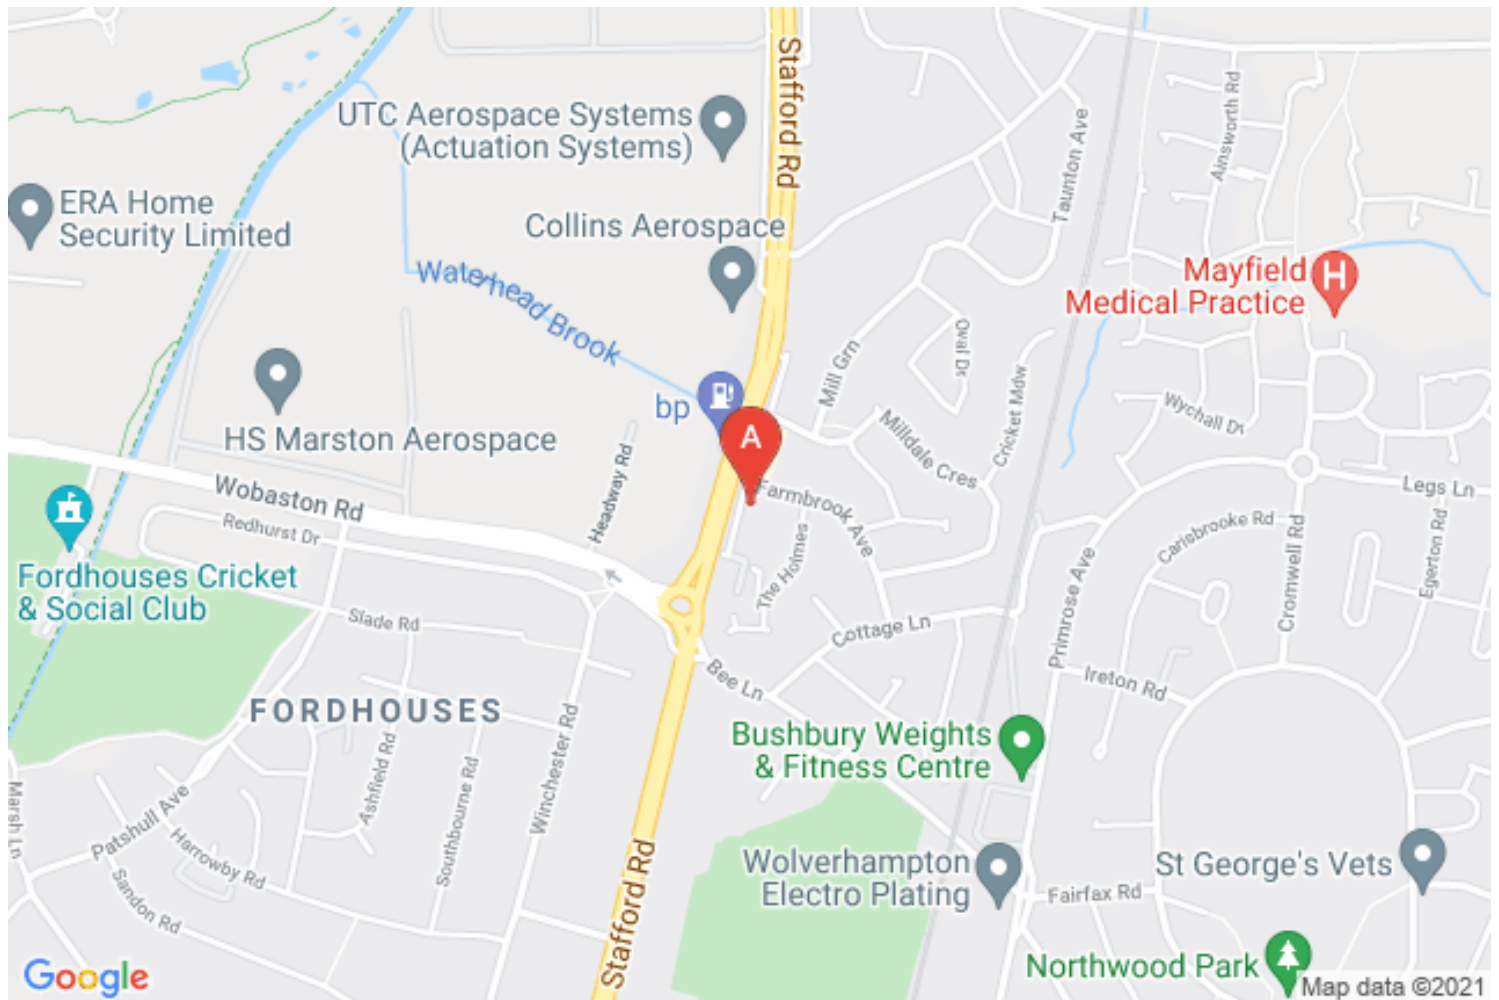 Stafford Rd
UTC Aerospace Systems
(Actuation Systems)
Ainsworth Rd
Taunton Ave
ERA Home
Security Limited
Collins Aerospace
Waterhead Brook
Mayfield
Medical Practice
H
Oval Dr
Mill Grn
Cricket Mdw
bp
A
Wychall Dr
Milldale Cres
HS Marston Aerospace
Headway Rd
Wobaston Rd
Redhurst Dr
Farmbrook Ave
Legs Ln
Carisbrooke Rd
Cromwell Rd
Egerton Rd
Fordhouses Cricket
& Social Club
The Holmes
Primrose Ave
Slade Rd
Cottage Ln
Bee Ln
Ireton Rd
FORDHOUSES
Winchester Rd
Ashfield Rd
Southbourne Rd
Bushbury Weights
& Fitness Centre
Marsh Ln
Patshull Ave
Harrowby Rd
Sandon Rd
Stafford Rd
Wolverhampton
Electro Plating
St George's Vets
Fairfax Rd
Northwood Park
Google
Map data ©2021